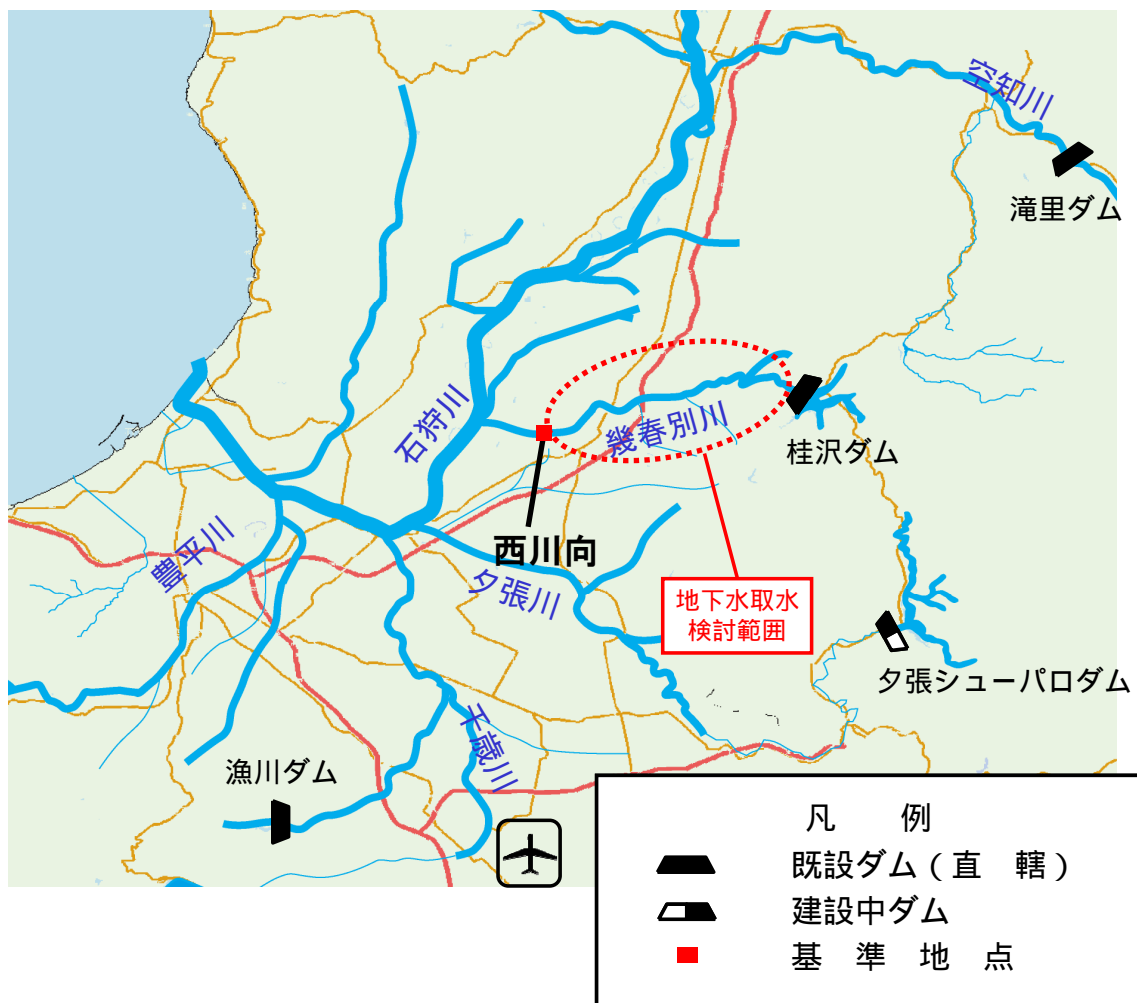 空知川
滝里ダム
石狩川
幾春別川
桂沢ダム
西川向
豊平川
夕張川
地下水取水
検討範囲
夕張シューパロダム
千歳川
漁川ダム
凡 例
既設ダム(直 轄)
建設中ダム
基 準 地 点